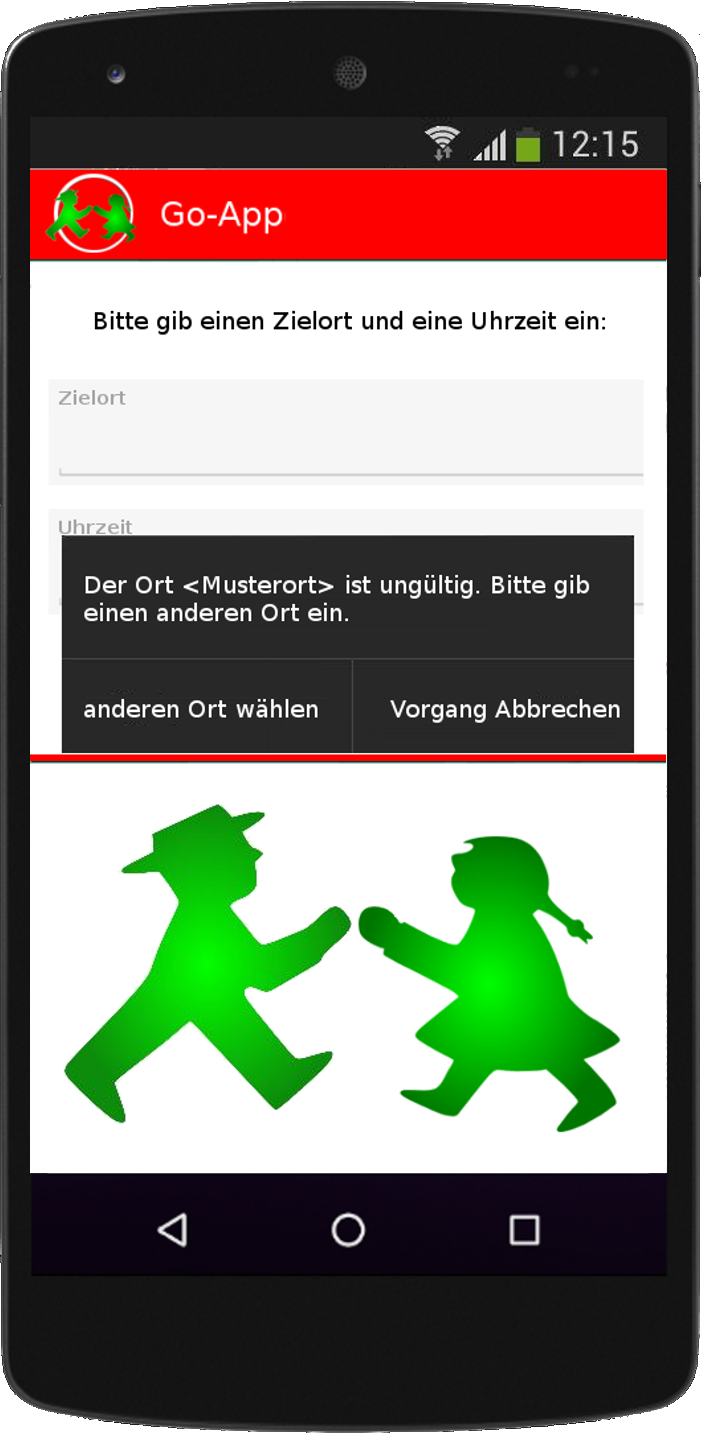 12:15
Go-App
Bitte gib einen Zielort und eine Uhrzeit ein:
Zielort
Uhrzeit
Der Ort <Musterort> ist ungültig. Bitte gib
einen anderen Ort ein.
anderen Ort wählen
Vorgang Abbrechen